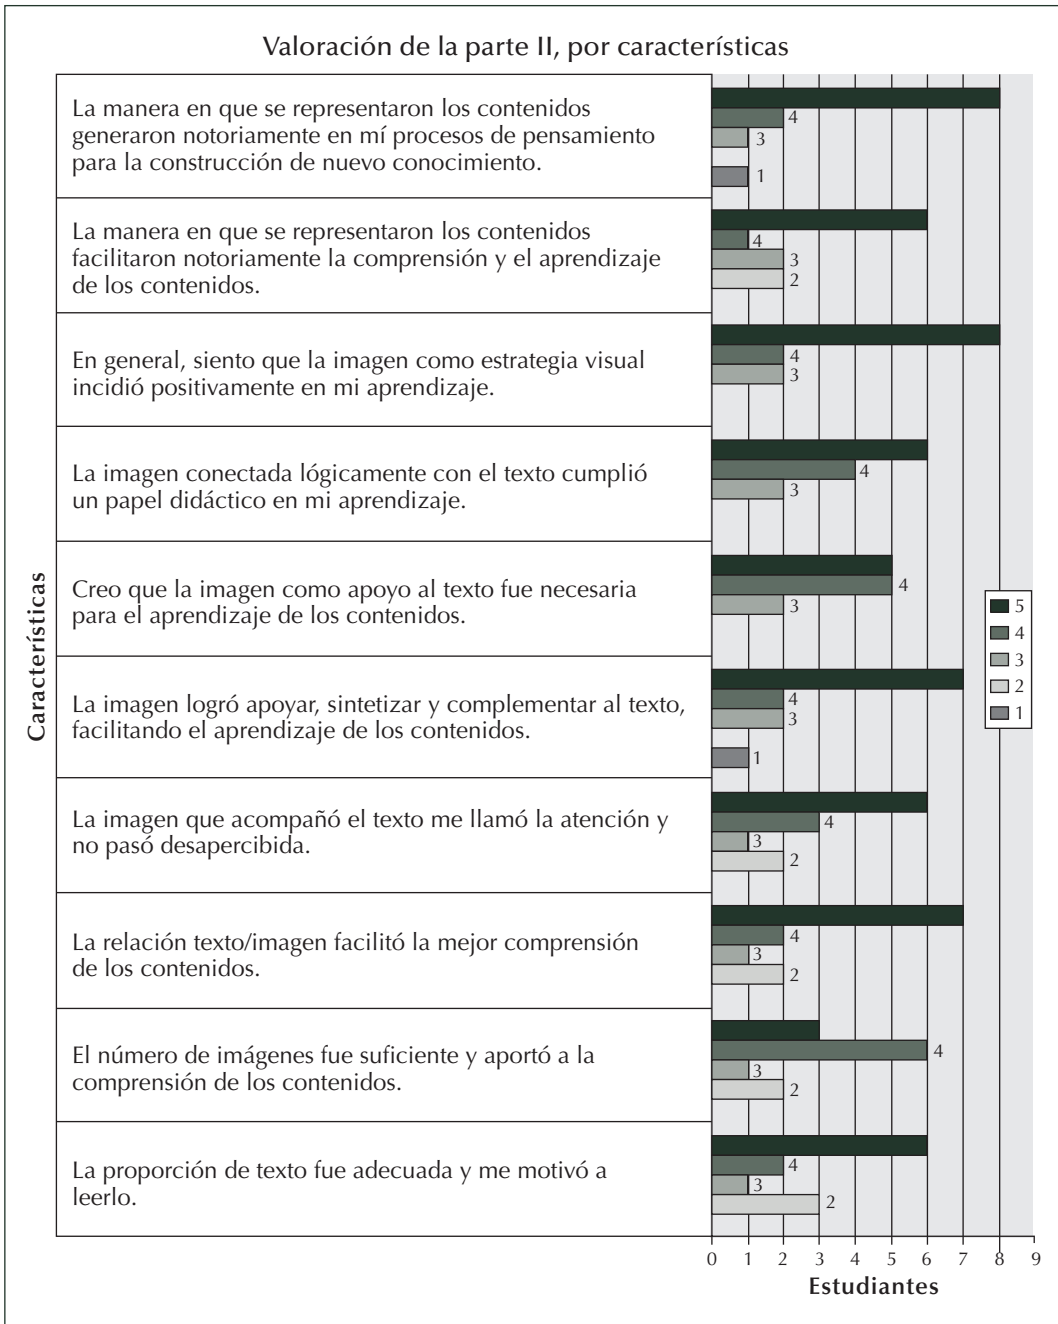 Valoración de la parte II, por características
La manera en que se representaron los contenidos
generaron notoriamente en mí procesos de pensamiento
para la construcción de nuevo conocimiento.
4
3
1
La manera en que se representaron los contenidos
facilitaron notoriamente la comprensión y el aprendizaje
de los contenidos.
4
3
2
En general, siento que la imagen como estrategia visual
incidió positivamente en mi aprendizaje.
4
3
La imagen conectada lógicamente con el texto cumplió
un papel didáctico en mi aprendizaje.
4
3
Creo que la imagen como apoyo al texto fue necesaria
para el aprendizaje de los contenidos.
4
3
La imagen logró apoyar, sintetizar y complementar al texto,
facilitando el aprendizaje de los contenidos.
4
3
1
La imagen que acompañó el texto me llamó la atención y
no pasó desapercibida.
4
3
2
La relación texto/imagen facilitó la mejor comprensión
de los contenidos.
4
3
2
El número de imágenes fue suficiente y aportó a la
comprensión de los contenidos.
4
3
2
La proporción de texto fue adecuada y me motivó a
leerlo.
4
3
2
Características
5
4
3
2
1
0 1 2 3 4 5 6 7 8 9
Estudiantes